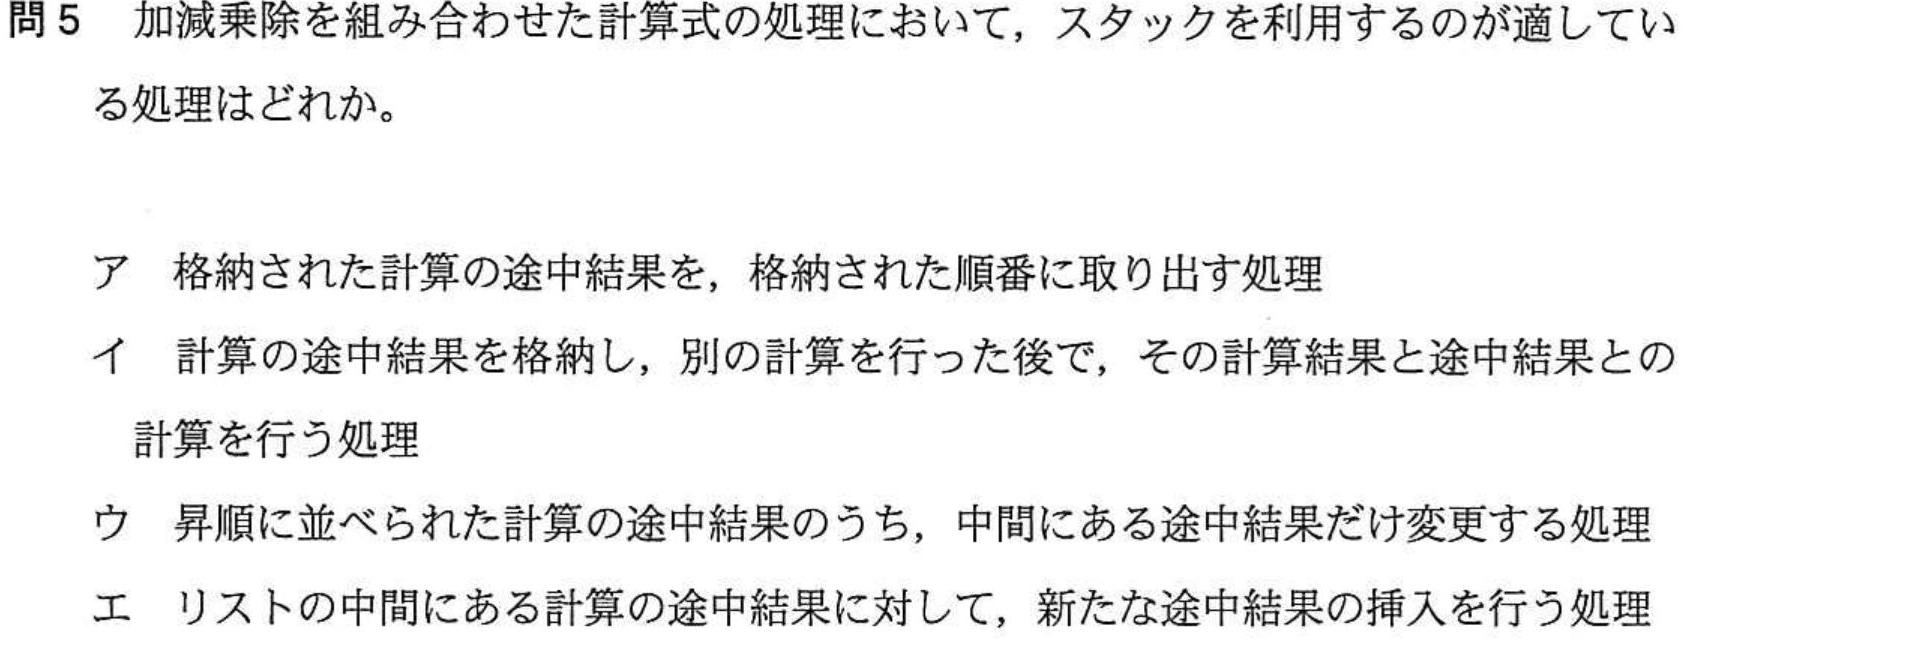 問5 加減乗除を組み合わせた計算式の処理において，スタックを利用するのが適してい
る処理はどれか。
ア 格納された計算の途中結果を，格納された順番に取り出す処理
イ 計算の途中結果を格納し，別の計算を行った後で，その計算結果と途中結果との
計算を行う処理
ウ 昇順に並べられた計算の途中結果のうち，中間にある途中結果だけ変更する処理
エ リストの中間にある計算の途中結果に対して，新たな途中結果の挿入を行う処理